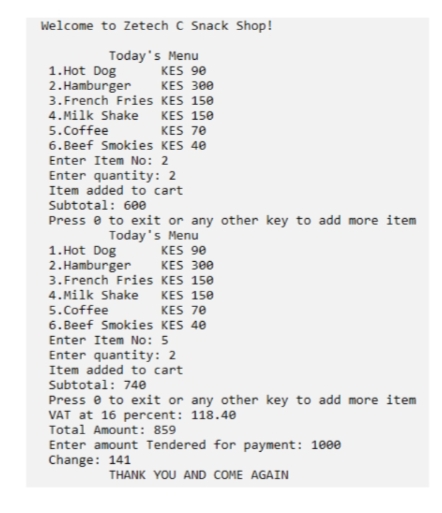 Welcome to Zetech C Snack Shop!
Today's Menu
1.Hot Dog KES 90
2.Hamburger KES 300
3.French Fries KES 150
4.Milk Shake KES 150
5.Coffee KES 70
6.Beef Smokies KES 40
Enter Item No: 2
Enter quantity: 2
Item added to cart
Subtotal: 600
Press 0 to exit or any other key to add more item
Today's Menu
1.Hot Dog KES 90
2.Hamburger KES 300
3.French Fries KES 150
4.Milk Shake KES 150
5.Coffee KES 70
6.Beef Smokies KES 40
Enter Item No: 5
Enter quantity: 2
Item added to cart
Subtotal: 740
Press 0 to exit or any other key to add more item
VAT at 16 percent: 118.40
Total Amount: 859
Enter amount Tendered for payment: 1000
Change: 141
THANK YOU AND COME AGAIN